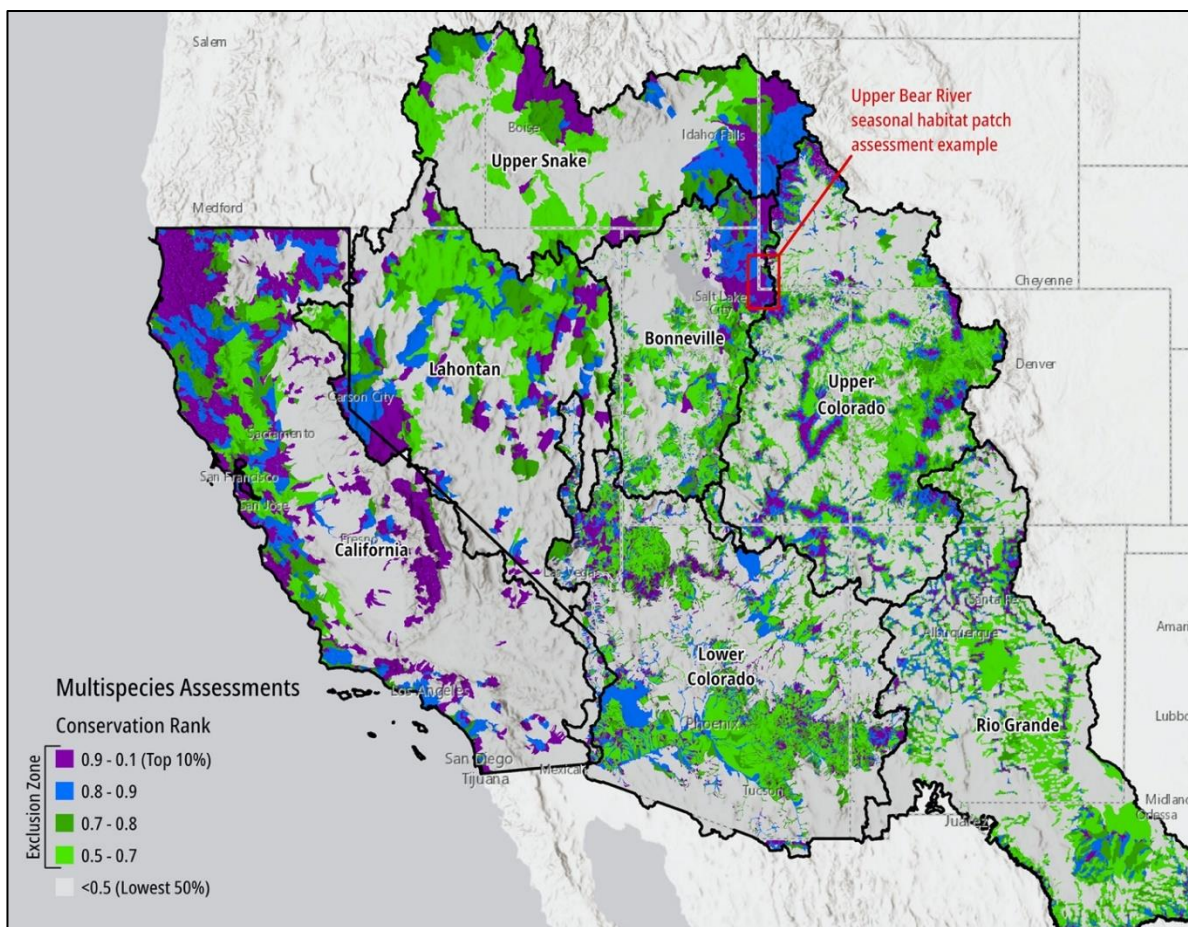 Salem
Boise
Idaho Falls
Upper Snake
Upper Bear River
seasonal habitat patch
assessment example
Medford
Salt Lake
City
Cheyenne
Bonneville
Lahontan
Denver
Upper
Colorado
Carson City
Sacramento
San Francisco
San Jose
Fresno
California
Las Vegas
Santa Fe
Albuquerque
Amar
Lower
Colorado
Los Angeles
Phoenix
Rio Grande
Lubbo
San Diego
Tijuana
Mexicali
Tucson
Juárez
Midland
Odessa
Multispecies Assessments
Conservation Rank
Exclusion Zone
0.9 - 0.1 (Top 10%)
0.8 - 0.9
0.7 - 0.8
0.5 - 0.7
<0.5 (Lowest 50%)